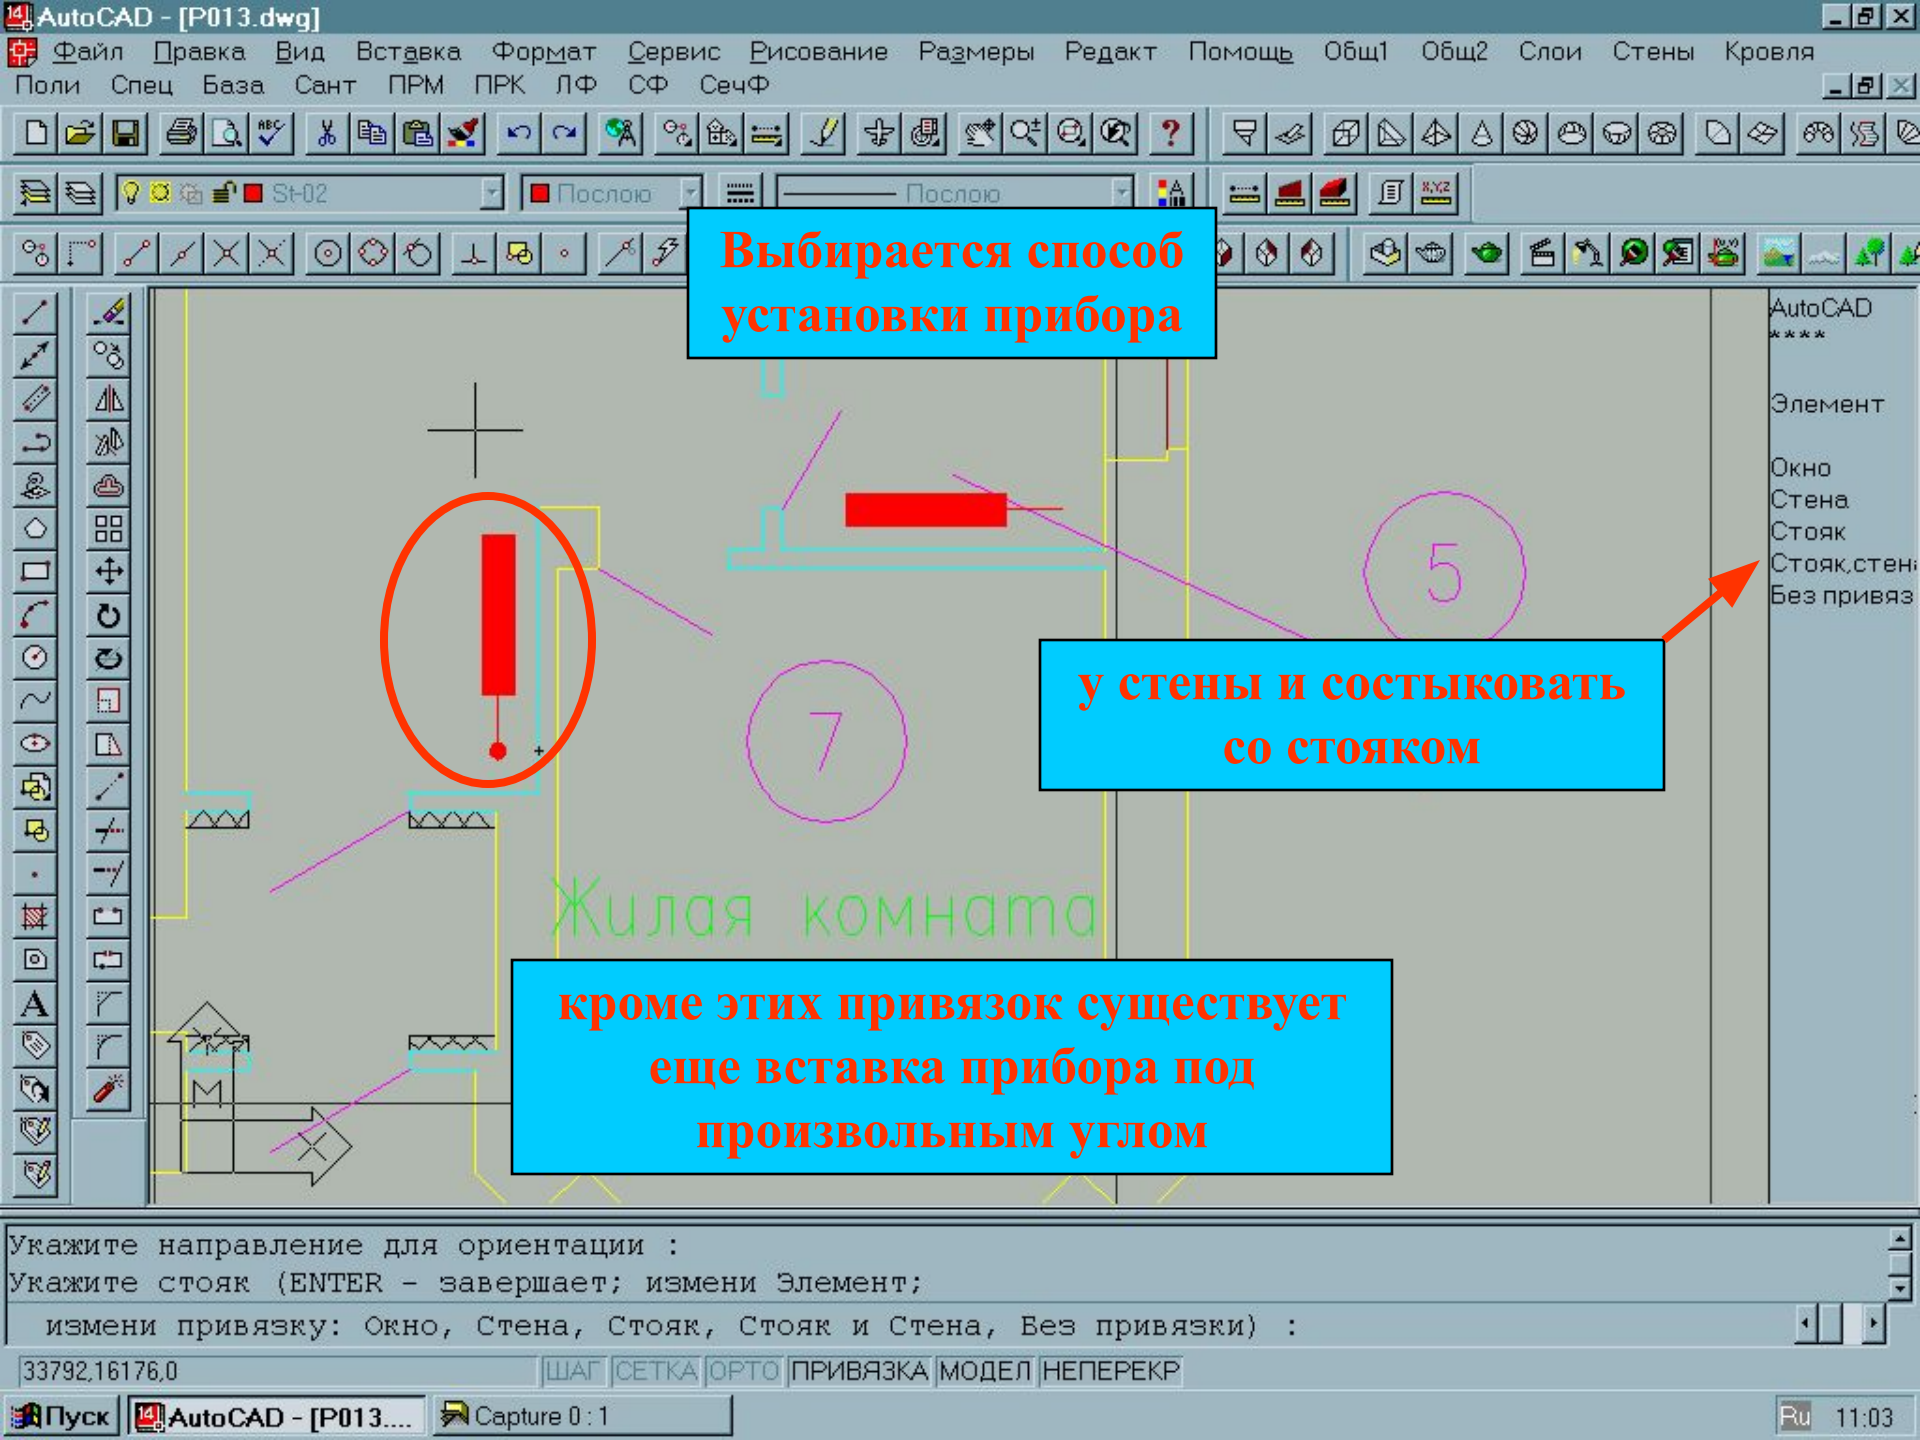 AutoCAD - [P013.dwg]
Файл Правка Вид Вставка Формат Сервис Рисование Размеры Редакт Помощь Общ1 Общ2 Слои Стены Кровля
Поли Спец База Сант ПРМ ПРК ЛФ СФ СечФ
St-02 Послою Послою
Выбирается способ
установки прибора
AutoCAD
****
Элемент
Окно
Стена
Стояк
Стояк,стен
Без привяз
5
7
у стены и состыковать
со стояком
Жилая комната
кроме этих привязок существует
еще вставка прибора под
произвольным углом
Укажите направление для ориентации :
Укажите стояк (ENTER - завершает; измени Элемент;
измени привязку: Окно, Стена, Стояк, Стояк и Стена, Без привязки) :
33792,16176,0 ШАГ СЕТКА ОРТО ПРИВЯЗКА МОДЕЛ НЕПЕРЕКР
Пуск AutoCAD - [P013.... Capture 0 : 1 Ru 11:03